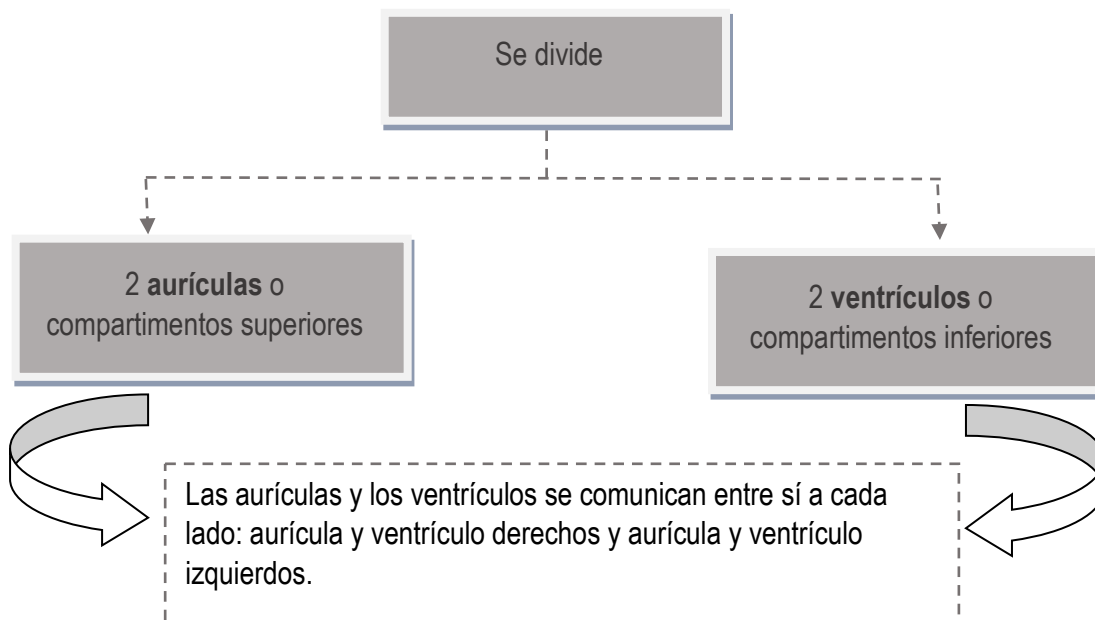 Se divide
2 aurículas o
compartimentos superiores
2 ventrículos o
compartimentos inferiores
Las aurículas y los ventrículos se comunican entre sí a cada
lado: aurícula y ventrículo derechos y aurícula y ventrículo
izquierdos.